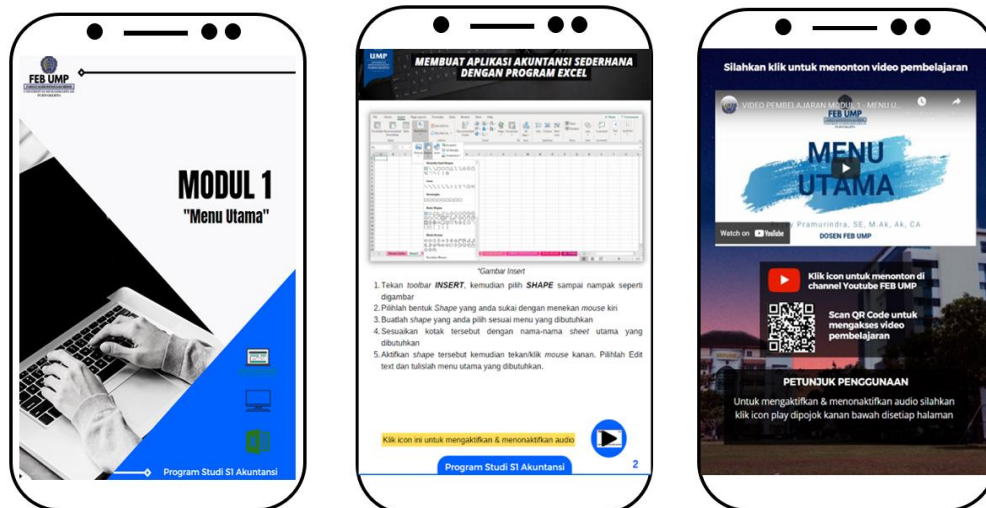 FEB UMP
MODUL 1
"Menu Utama"
Program Studi S1 Akuntansi
UMP
MEMBUAT APLIKASI AKUNTANSI SEDERHANA
DENGAN PROGRAM EXCEL
"Gambar Insert
1. Tekan toolbar INSERT, kemudian pilih SHAPE sampai nampak seperti
digambar
2. Pilihlah bentuk Shape yang anda sukai dengan menekan mouse kiri
3. Buatlah shape yang anda pilih sesuai menu yang dibutuhkan
4. Sesuaikan kotak tersebut dengan nama-nama sheet utama yang
dibutuhkan
5. Aktifkan shape tersebut kemudian tekan/klik mouse kanan. Pilihlah Edit
text dan tulislah menu utama yang dibutuhkan.
Klik icon ini untuk mengaktifkan & menonaktifkan audio
Program Studi S1 Akuntansi
2
Silahkan klik untuk menonton video pembelajaran
VIDEO PEMBELAJARAN MODUL 1 - MENU U...
FEB UMP
MENU
UTAMA
Pramurindra, SE, M.Ak, Ak, CA
DOSEN FEB UMP
Watch on YouTube
Klik icon untuk menonton di
channel Youtube FEB UMP
Scan QR Code untuk
mengakses video
pembelajaran
PETUNJUK PENGGUNAAN
Untuk mengaktifkan & menonaktifkan audio silahkan
klik icon play dipojok kanan bawah disetiap halaman